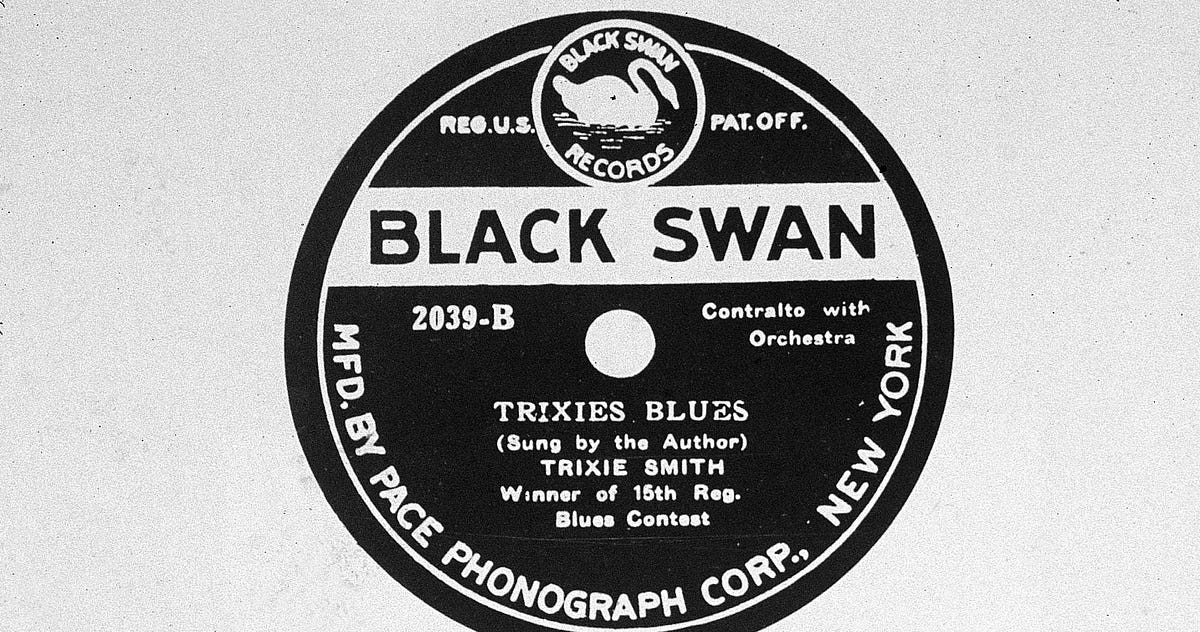 BLACK SWAN
RECORDS
REG.U.S. PAT.OFF.
BLACK SWAN
2039-B
Contralto with
Orchestra
TRIXIES BLUES
(Sung by the Author)
TRIXIE SMITH
Winner of 15th Reg.
Blues Contest
MFD. BY PACE PHONOGRAPH CORP., NEW YORK